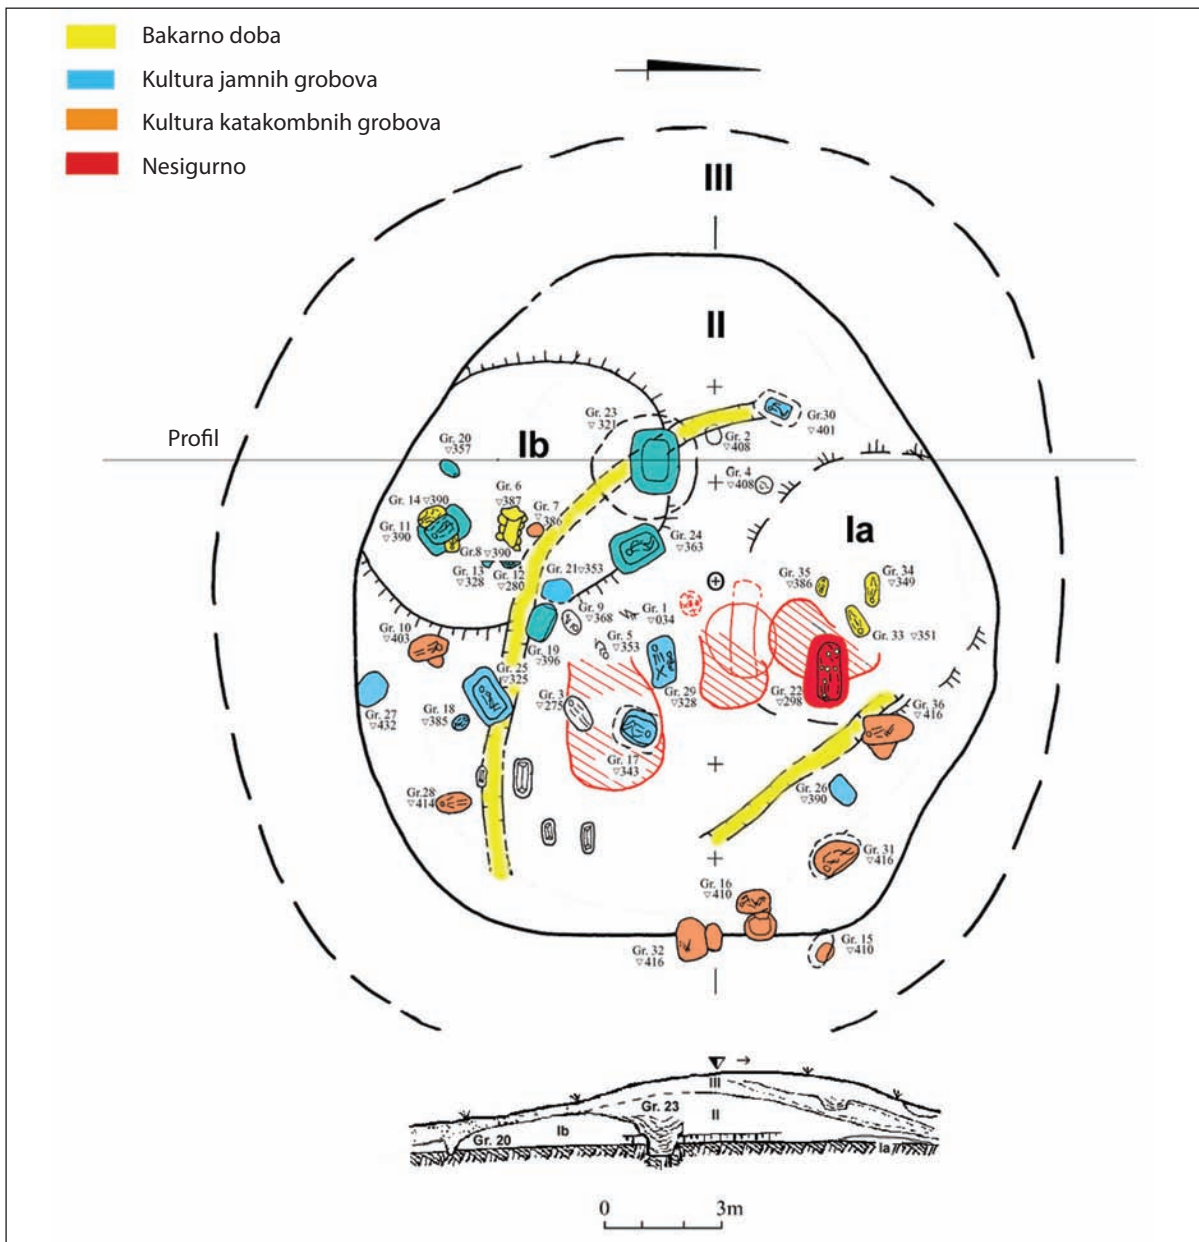 Bakarno doba
Kultura jamnih grobova
Kultura katakombnih grobova
Nesigurno
III
II
Profil
Ib
Ia
Gr. 23
▽321
Gr.30
▽401
Gr. 2
▽408
Gr. 20
▽357
Gr. 4
▽408
Gr. 6
▽387
Gr. 7
▽386
Gr. 14 ▽390
Gr. 11
▽390
Gr. 24
▽363
Gr.8 ▽390
Gr. 13
▽328
Gr. 12
▽280
Gr. 21▽353
Gr. 35
▽386
Gr. 34
▽349
Gr. 9
▽368
Gr. 1
▽034
Gr. 10
▽403
Gr. 33 ▽351
Gr. 5
▽353
Gr. 19
▽396
Gr. 25
▽325
Gr. 29
▽328
Gr. 22
▽298
Gr. 3
▽275
Gr. 36
▽416
Gr. 27
▽432
Gr. 18
▽385
Gr. 17
▽343
Gr. 26
▽390
Gr.28
▽414
Gr. 31
▽416
Gr. 16
▽410
Gr. 32
▽416
Gr. 15
▽410
III
Gr. 23
II
Ib
Gr. 20
Ia
0 3m